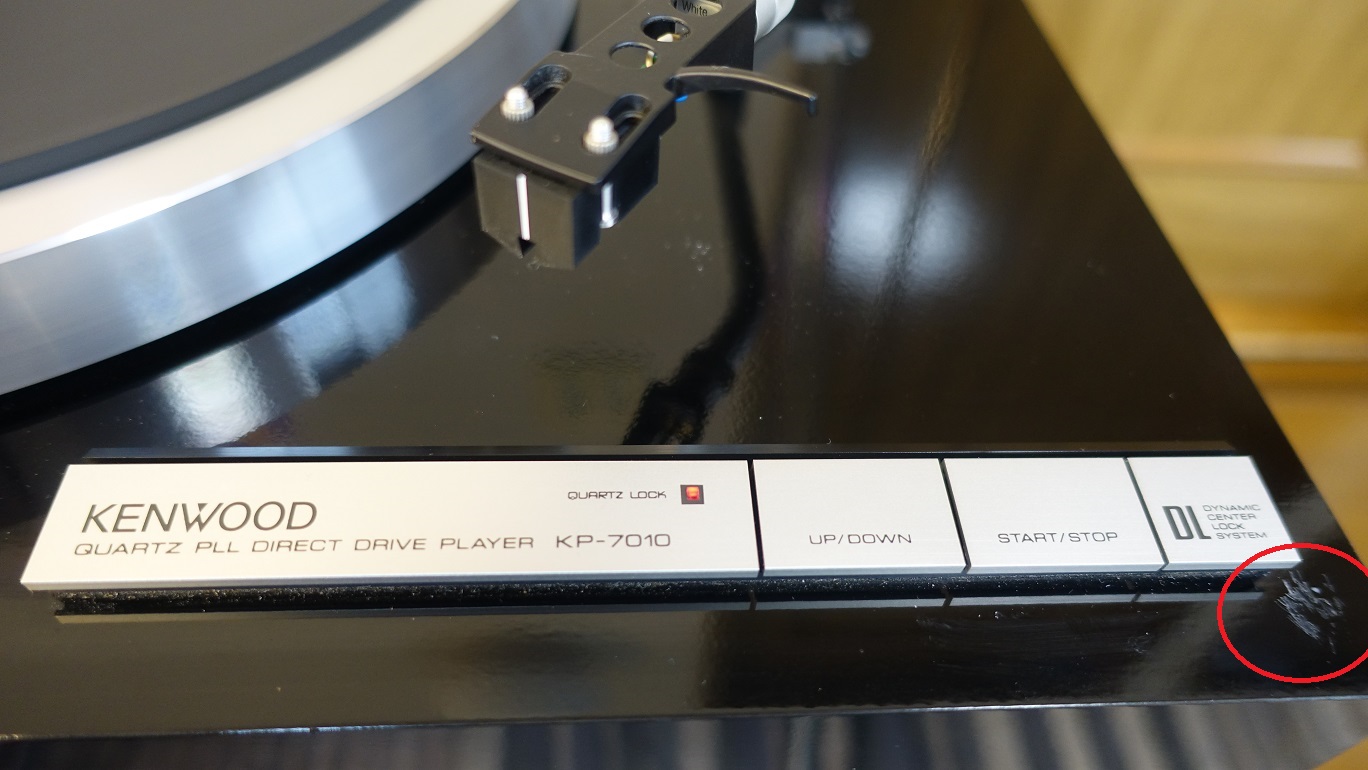 White
KENWOOD
QUARTZ LOCK
QUARTZ PLL DIRECT DRIVE PLAYER KP-7010
UP/DOWN
START/STOP
DL
DYNAMIC
CENTER
LOCK
SYSTEM